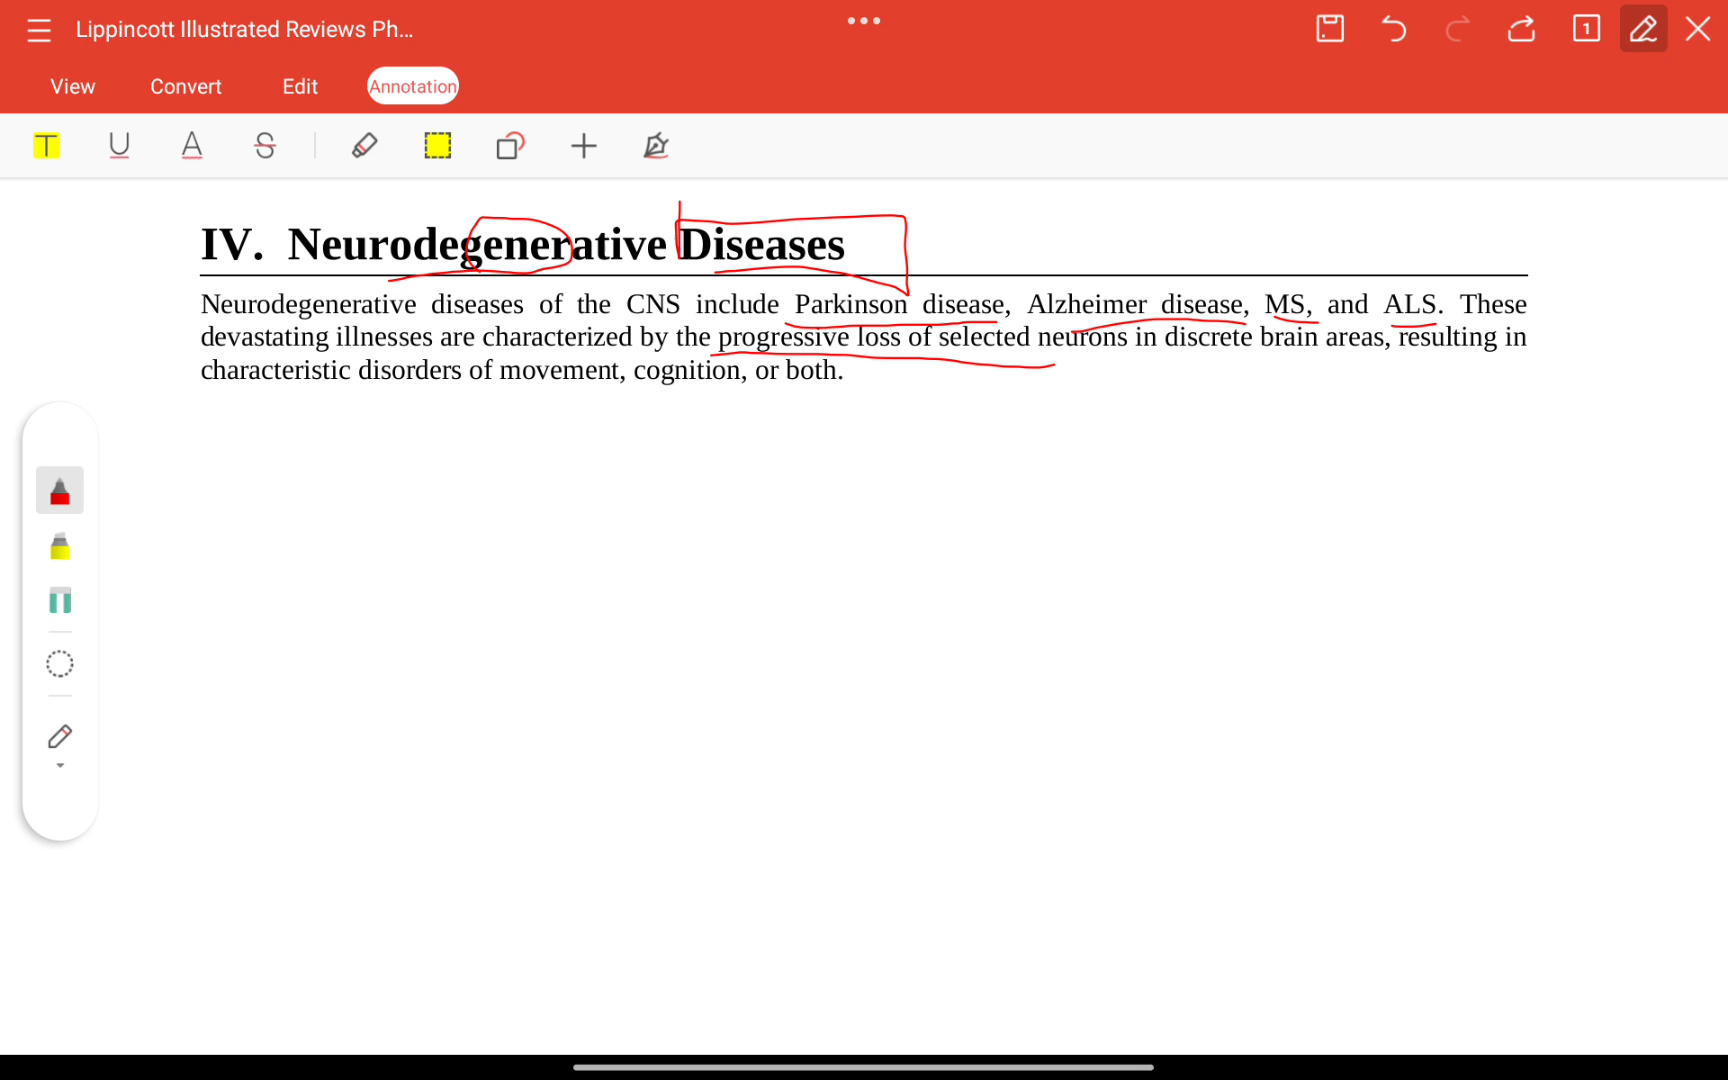 Lippincott Illustrated Reviews Ph...
1
View Convert Edit Annotation
T U A S
IV. Neurodegenerative Diseases
Neurodegenerative diseases of the CNS include Parkinson disease, Alzheimer disease, MS, and ALS. These
devastating illnesses are characterized by the progressive loss of selected neurons in discrete brain areas, resulting in
characteristic disorders of movement, cognition, or both.